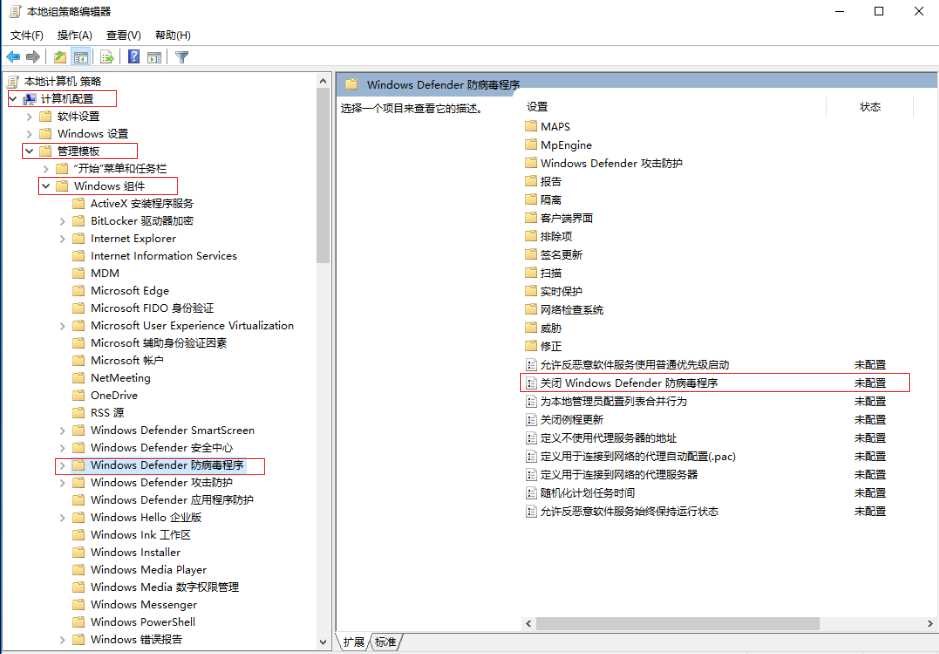 本地组策略编辑器
文件(F) 操作(A) 查看(V) 帮助(H)
本地计算机 策略
计算机配置
软件设置
Windows 设置
管理模板
"开始"菜单和任务栏
Windows 组件
ActiveX 安装程序服务
BitLocker 驱动器加密
Internet Explorer
Internet Information Services
MDM
Microsoft Edge
Microsoft FIDO 身份验证
Microsoft User Experience Virtualization
Microsoft 辅助身份验证因素
Microsoft 帐户
NetMeeting
OneDrive
RSS 源
Windows Defender SmartScreen
Windows Defender 安全中心
Windows Defender 防病毒程序
Windows Defender 攻击防护
Windows Defender 应用程序防护
Windows Hello 企业版
Windows Ink 工作区
Windows Installer
Windows Media Player
Windows Media 数字权限管理
Windows Messenger
Windows PowerShell
Windows 错误报告
Windows Defender 防病毒程序
选择一个项目来查看它的描述。
设置 状态
MAPS
MpEngine
Windows Defender 攻击防护
报告
隔离
客户端界面
排除项
签名更新
扫描
实时保护
网络检查系统
威胁
修正
允许反恶意软件服务使用普通优先级启动 未配置
关闭 Windows Defender 防病毒程序 未配置
为本地管理员配置列表合并行为 未配置
关闭例程更新 未配置
定义不使用代理服务器的地址 未配置
定义用于连接到网络的代理自动配置(.pac) 未配置
定义用于连接到网络的代理服务器 未配置
随机化计划任务时间 未配置
允许反恶意软件服务始终保持运行状态 未配置
扩展 标准